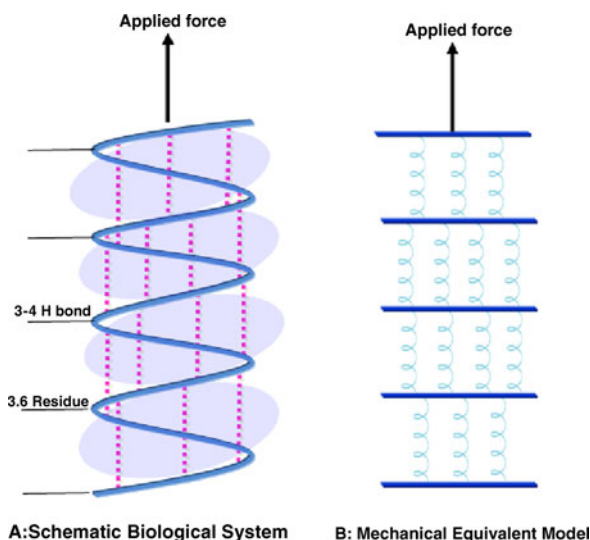 Applied force
Applied force
3-4 H bond
3.6 Residue
A:Schematic Biological System
B: Mechanical Equivalent Model